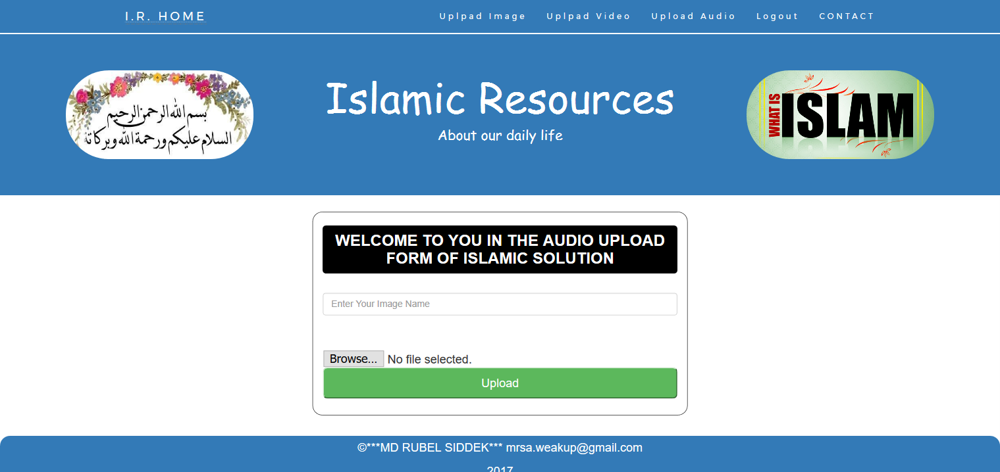 I.R. HOME
Uplpad Image Uplpad Video Upload Audio Logout CONTACT
بسم الله الرحمن الرحيم
السلام عليكم ورحمة الله وبركاته
Islamic Resources
About our daily life
WHAT IS
ISLAM
WELCOME TO YOU IN THE AUDIO UPLOAD
FORM OF ISLAMIC SOLUTION
Enter Your Image Name
Browse... No file selected.
Upload
©***MD RUBEL SIDDEK*** mrsa.weakup@gmail.com
2017